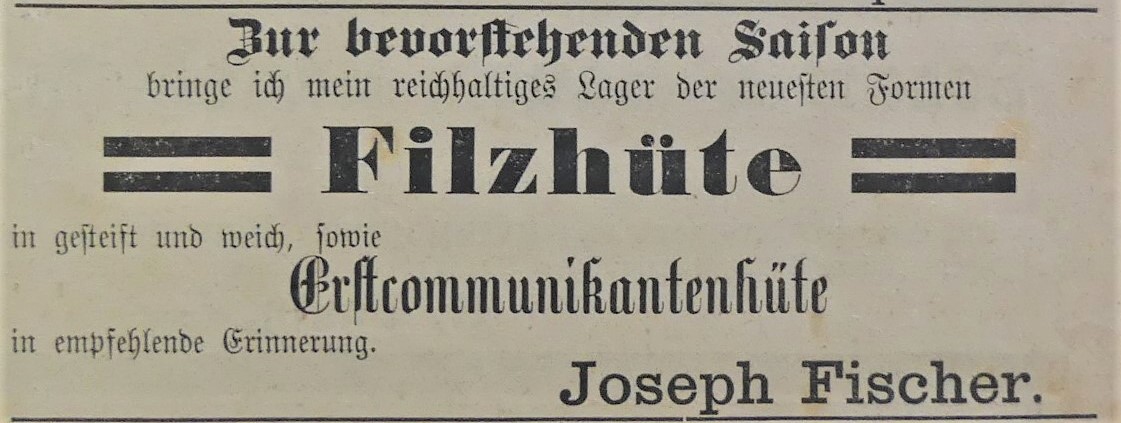 Zur bevorstehenden Saison
bringe ich mein reichhaltiges Lager der neuesten Formen
Filzhüte
in gesteift und weich, sowie
Erstcommunikantenhüte
in empfehlende Erinnerung.
Joseph Fischer.